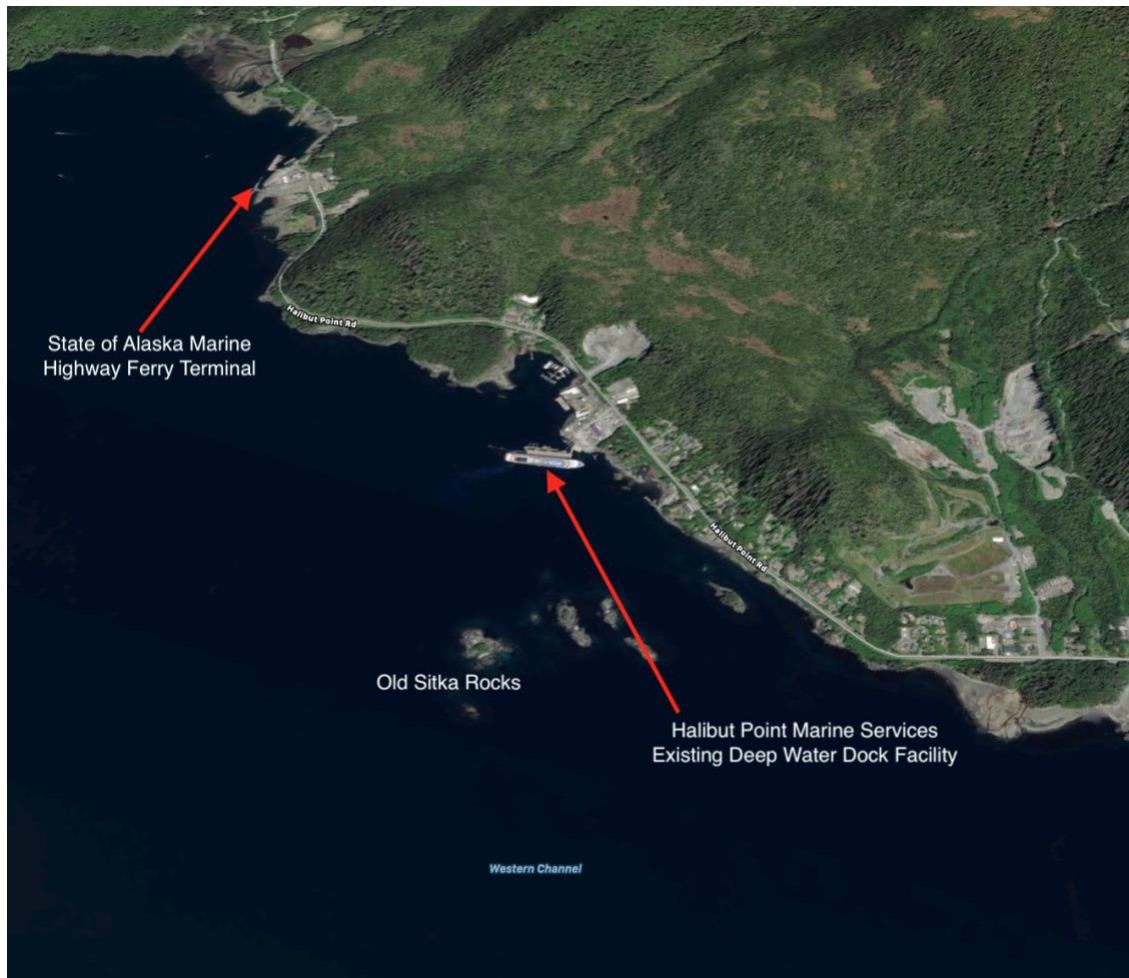 Halibut Point Rd
State of Alaska Marine
Highway Ferry Terminal
Halibut Point Rd
Old Sitka Rocks
Halibut Point Marine Services
Existing Deep Water Dock Facility
Western Channel